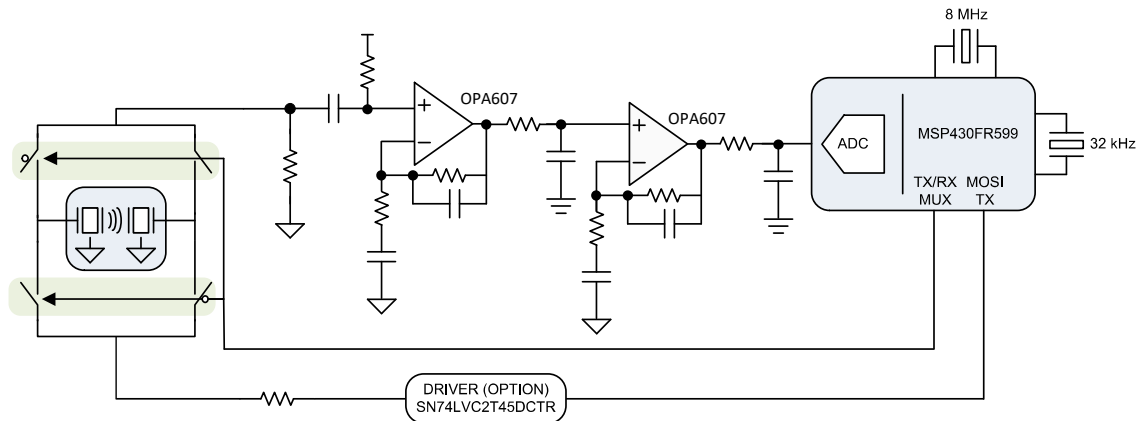 8 MHz
OPA607
OPA607
ADC
MSP430FR599
32 kHz
TX/RX MOSI
MUX TX
DRIVER (OPTION)
SN74LVC2T45DCTR
+
−
+
−